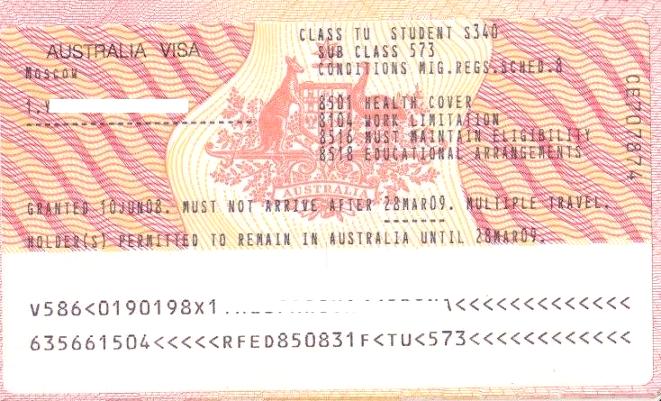 CLASS TU STUDENT S340
AUSTRALIA VISA
SUB CLASS 573
Moscow
CONDITIONS MIG.REGS.SCHED.8
8501 HEALTH COVER
8104 WORK LIMITATION
8516 MUST MAINTAIN ELIGIBILITY
8518 EDUCATIONAL ARRANGEMENTS
CE707874
AUSTRALIA
GRANTED 10JUN08. MUST NOT ARRIVE AFTER 28MAR09. MULTIPLE TRAVEL.
HOLDER(S) PERMITTED TO REMAIN IN AUSTRALIA UNTIL 28MAR09.
V586<0190198X1 <<<<<<<<<<<<<<
635661504<<<<<RFED850831F<TU<573<<<<<<<<<<<<